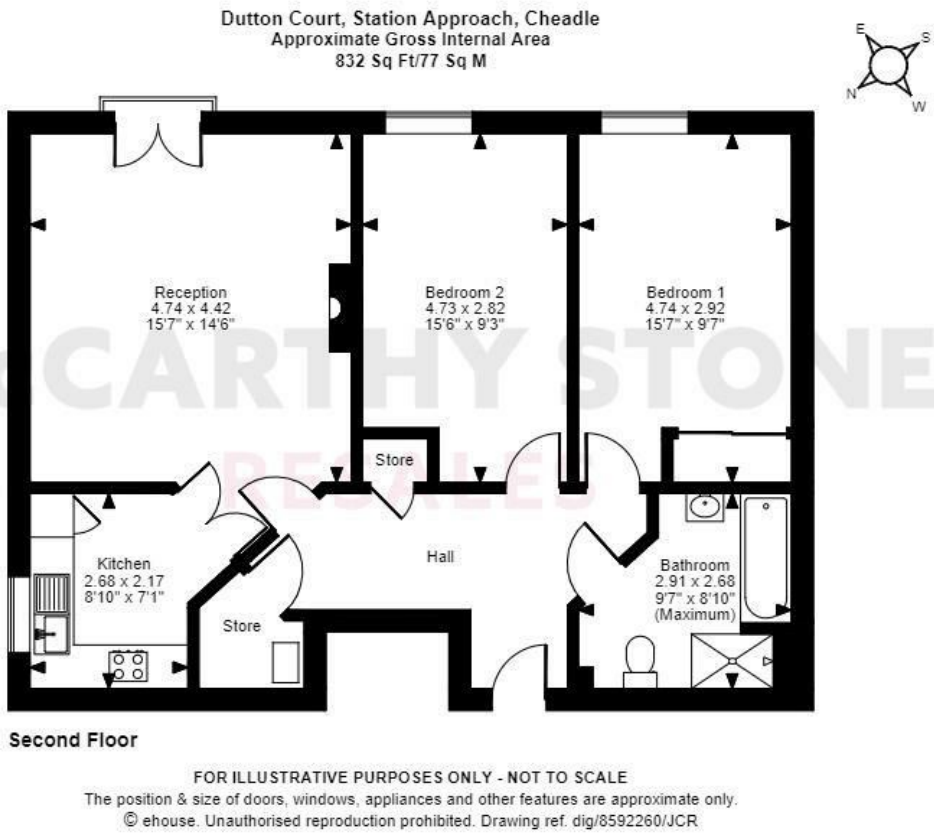 Dutton Court, Station Approach, Cheadle
Approximate Gross Internal Area
832 Sq Ft/77 Sq M
E
S
N
W
Reception
4.74 x 4.42
15'7" x 14'6"
Bedroom 2
4.73 x 2.82
15'6" x 9'3"
Bedroom 1
4.74 x 2.92
15'7" x 9'7"
CARTHY STONE
RESALES
Store
Kitchen
2.68 x 2.17
8'10" x 7'1"
Hall
Bathroom
2.91 x 2.68
9'7" x 8'10"
(Maximum)
Store
Second Floor
FOR ILLUSTRATIVE PURPOSES ONLY - NOT TO SCALE
The position & size of doors, windows, appliances and other features are approximate only.
© ehouse. Unauthorised reproduction prohibited. Drawing ref. dig/8592260/JCR